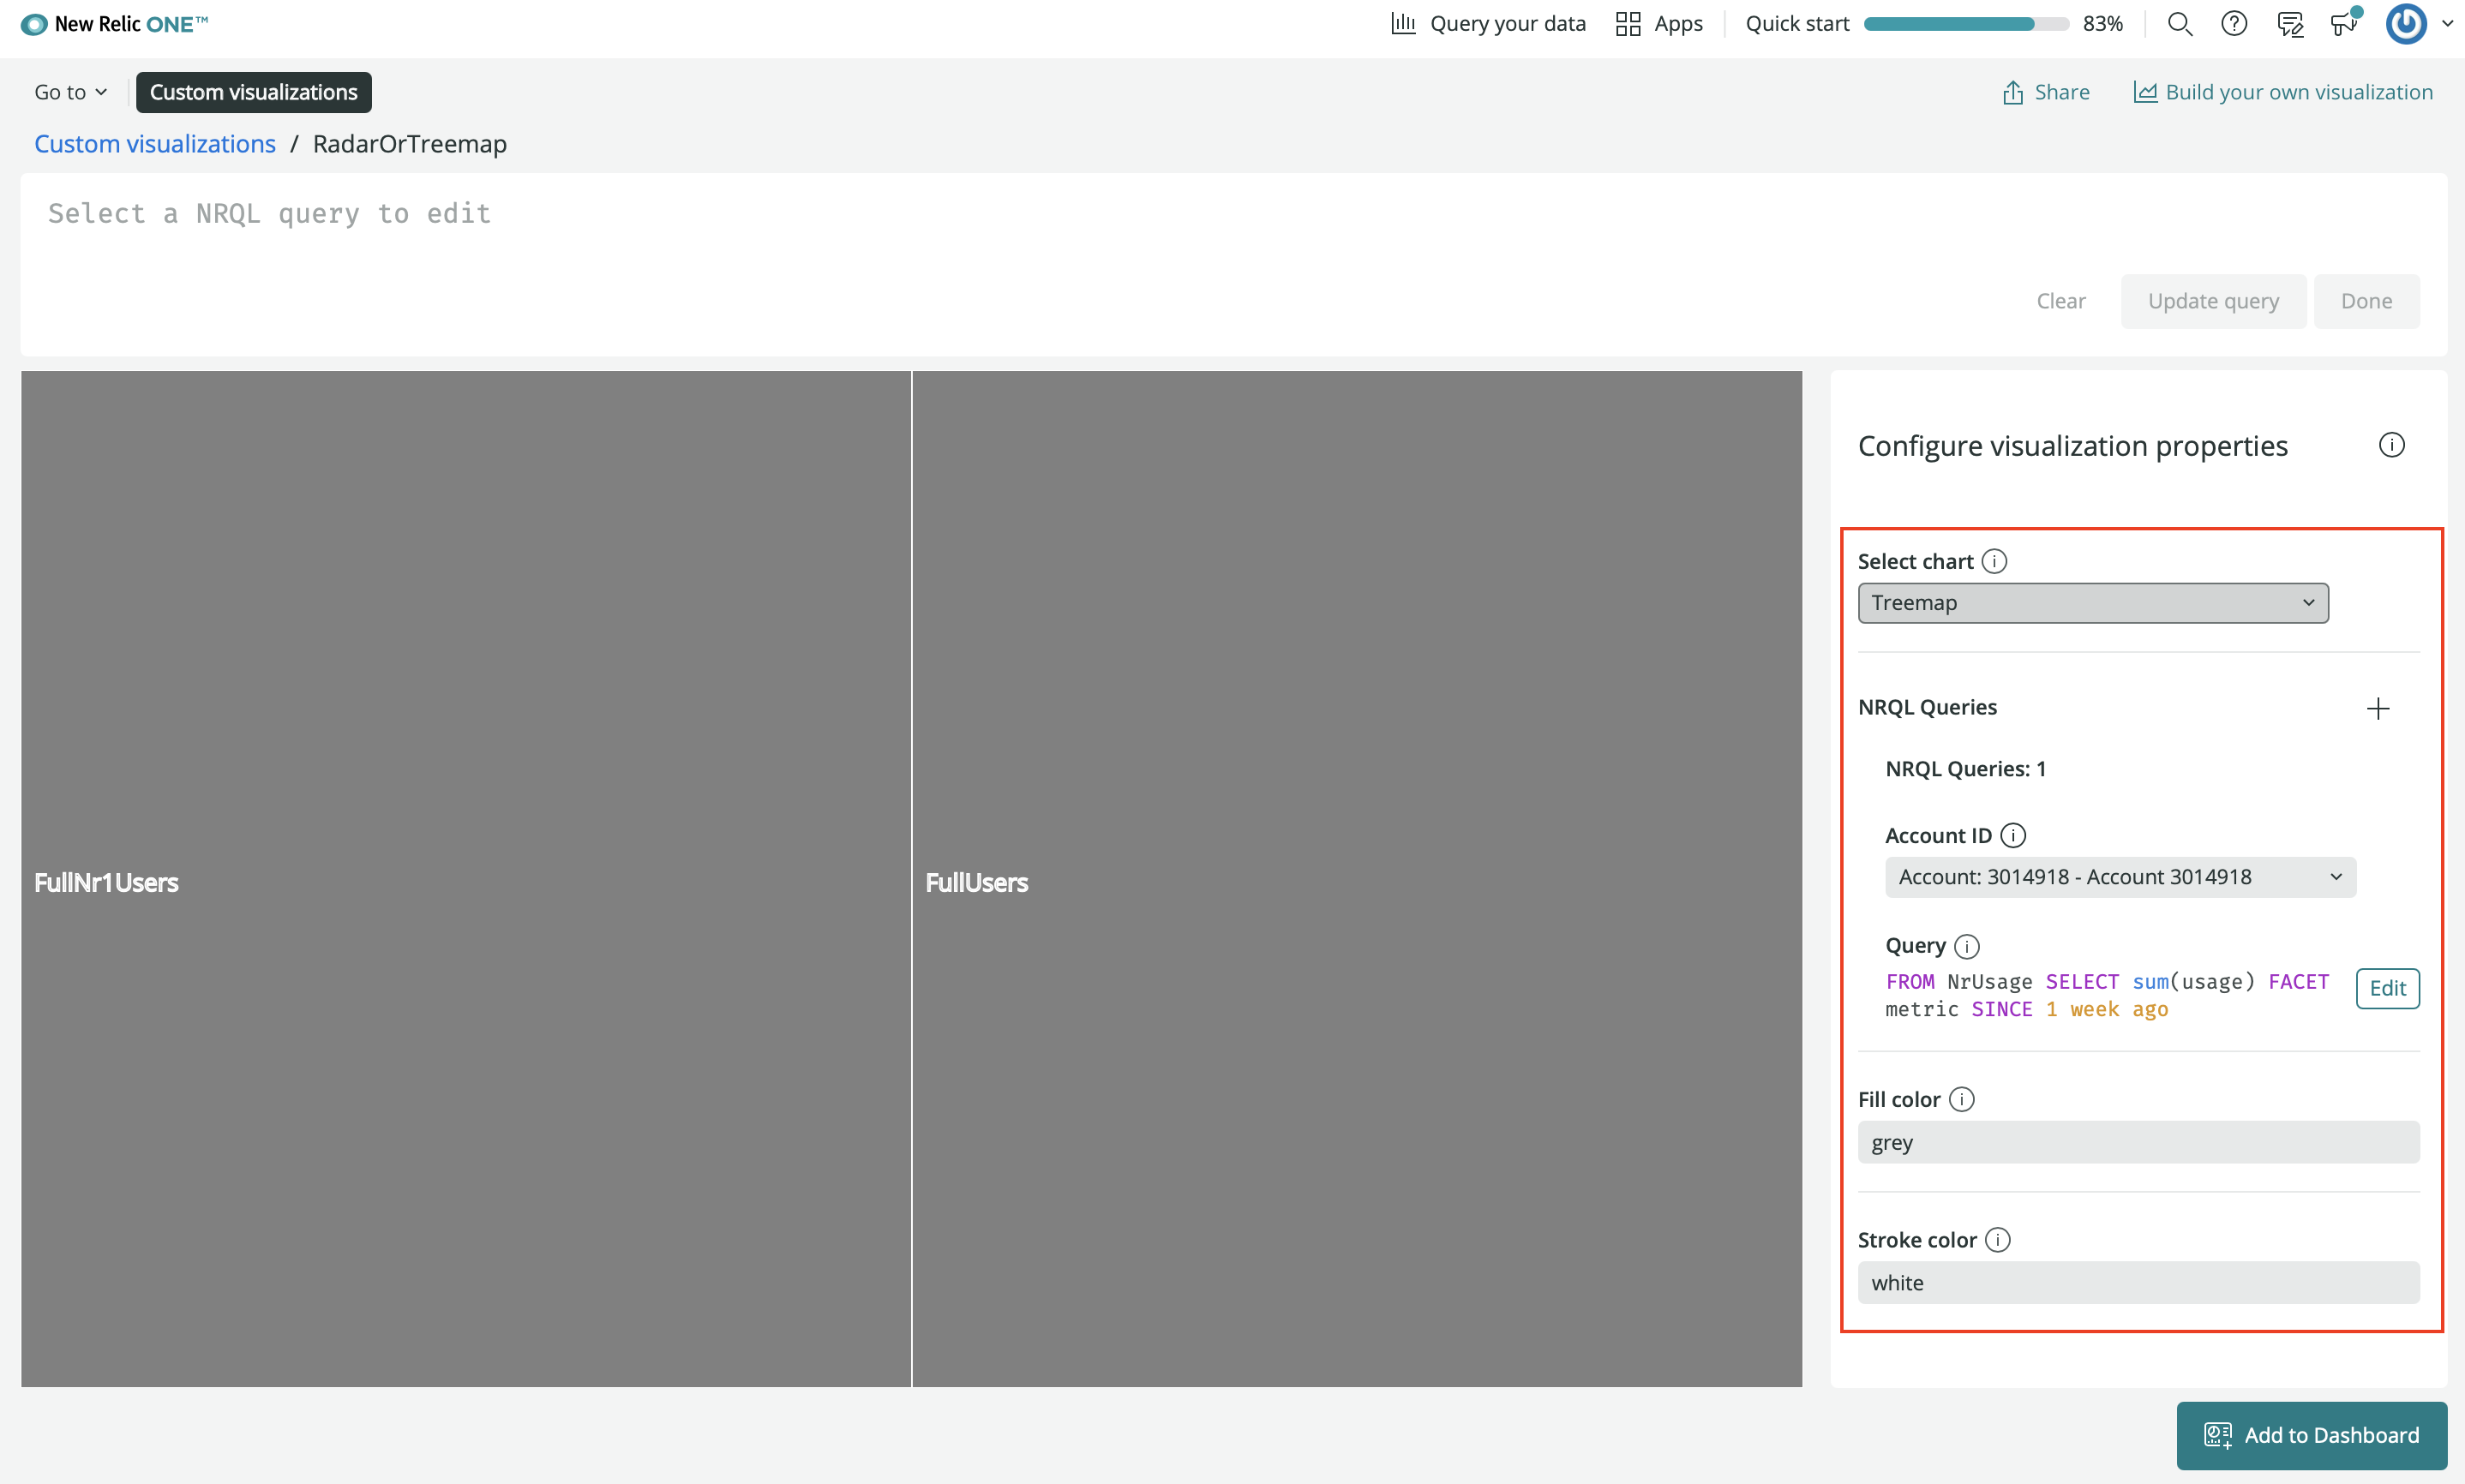 New Relic ONE™
Query your data
Apps
Quick start
83%
Go to
Custom visualizations
Share
Build your own visualization
Custom visualizations / RadarOrTreemap
Select a NRQL query to edit
Clear
Update query
Done
FullNr1Users
FullUsers
Configure visualization properties
Select chart
Treemap
NRQL Queries
NRQL Queries: 1
Account ID
Account: 3014918 - Account 3014918
Query
FROM NrUsage SELECT sum(usage) FACET
metric SINCE 1 week ago
Edit
Fill color
grey
Stroke color
white
Add to Dashboard